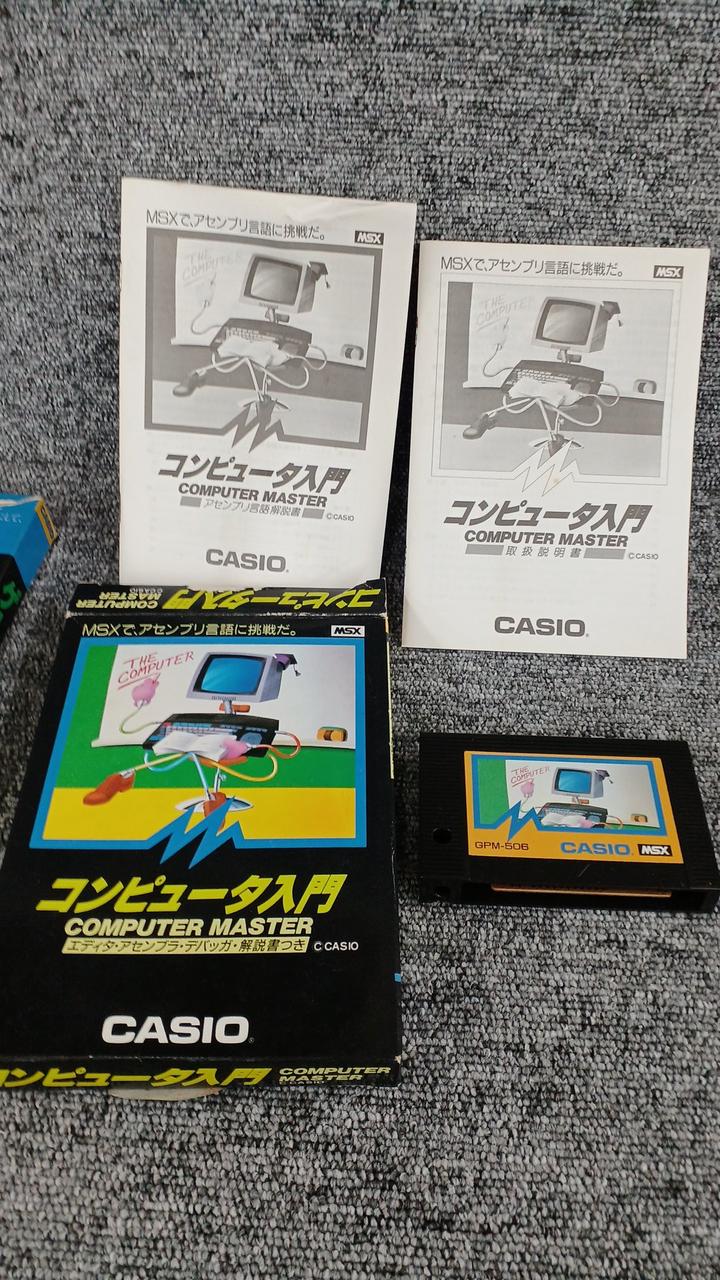 MSXで、アセンブリ言語に挑戦だ。
MSX
THE
COMPUTER
コンピュータ入門
COMPUTER MASTER
アセンブリ言語解説書
©CASIO
CASIO®
MSXで、アセンブリ言語に挑戦だ。
MSX
THE
COMPUTER
コンピュータ入門
COMPUTER MASTER
取扱説明書
©CASIO
CASIO®
コンピュータ入門
COMPUTER
MASTER
©CASIO
MSXで、アセンブリ言語に挑戦だ。
MSX
THE
COMPUTER
コンピュータ入門
COMPUTER MASTER
エディタ・アセンブラ・デバッガ・解説書つき
©CASIO
CASIO®
コンピュータ入門
COMPUTER
MASTER
THE
COMPUTER
GPM-506
CASIO®
MSX